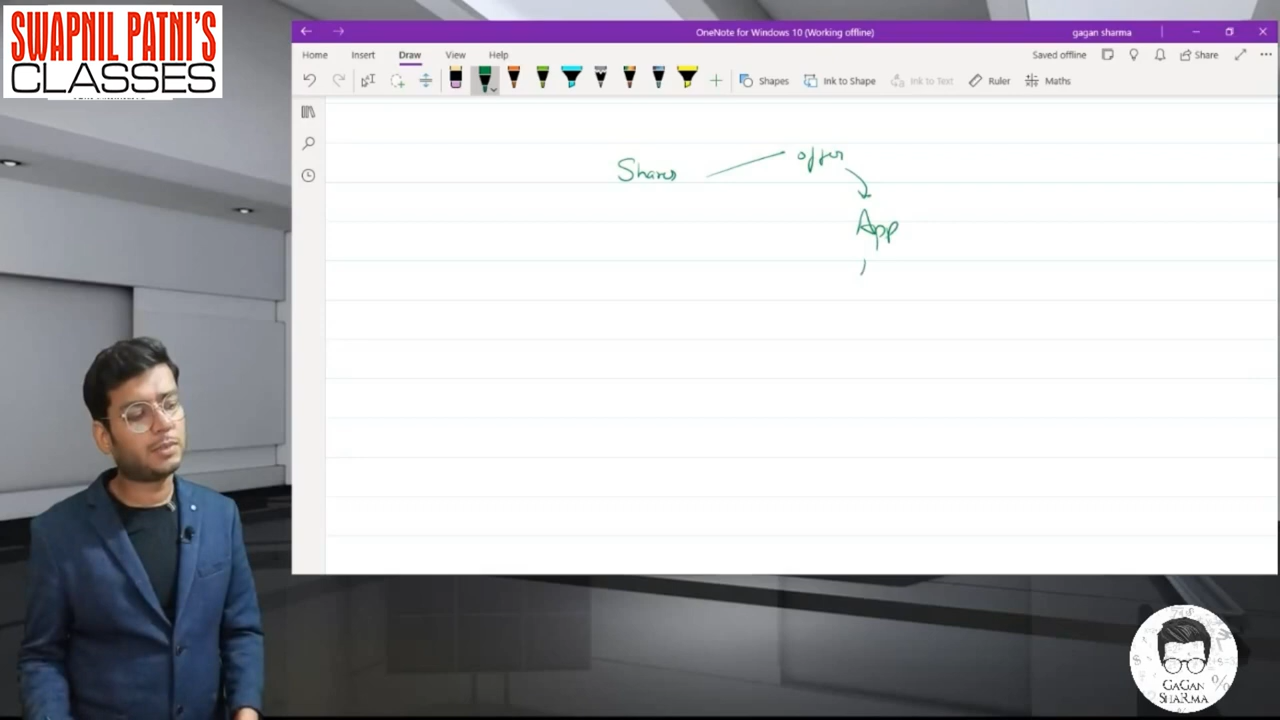 SWAPNIL PATNI'S
CLASSES
OneNote for Windows 10 (Working offline)
gagan sharma
Home Insert Draw View Help
Saved offline
Share
Shapes
Ink to Shape
Ink to Text
Ruler
Maths
Shares
offer
App
GaGan
ShaRma